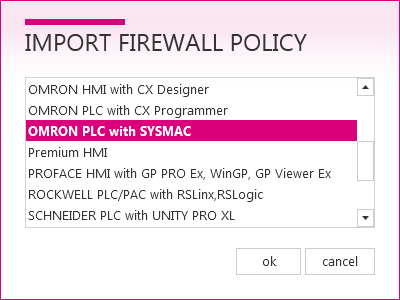 IMPORT FIREWALL POLICY
OMRON HMI with CX Designer
OMRON PLC with CX Programmer
OMRON PLC with SYSMAC
Premium HMI
PROFACE HMI with GP PRO Ex, WinGP, GP Viewer Ex
ROCKWELL PLC/PAC with RSLinx,RSLogic
SCHNEIDER PLC with UNITY PRO XL
ok cancel